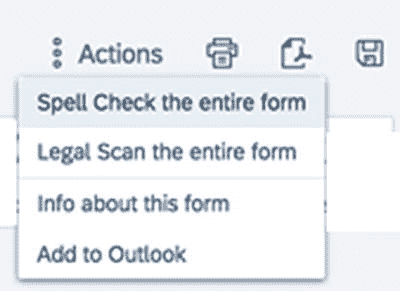 Actions
Spell Check the entire form
Legal Scan the entire form
Info about this form
Add to Outlook